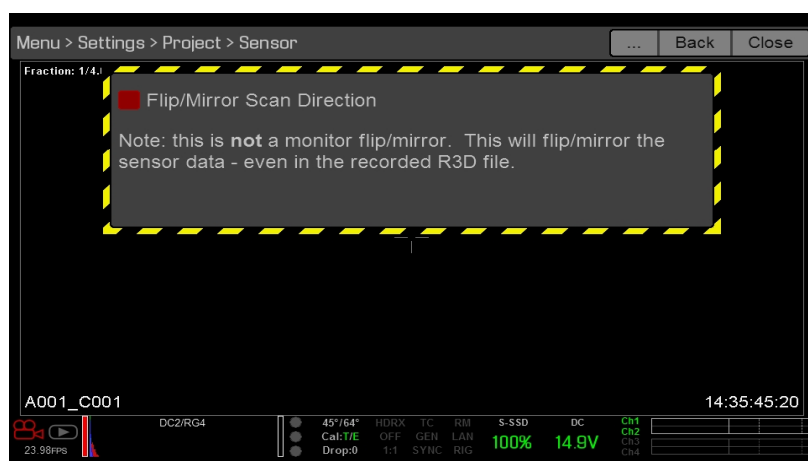 Menu > Settings > Project > Sensor
... Back Close
Fraction: 1/4.
Flip/Mirror Scan Direction
Note: this is not a monitor flip/mirror.  This will flip/mirror the
sensor data - even in the recorded R3D file.
A001_C001 14:35:45:20
DC2/RG4 45°/64° HDRX TC RM S-SSD DC Ch1
Cal:T/E OFF GEN LAN 100% 14.9V Ch2
23.98FPS Drop:0 1:1 SYNC RIG Ch3
Ch4